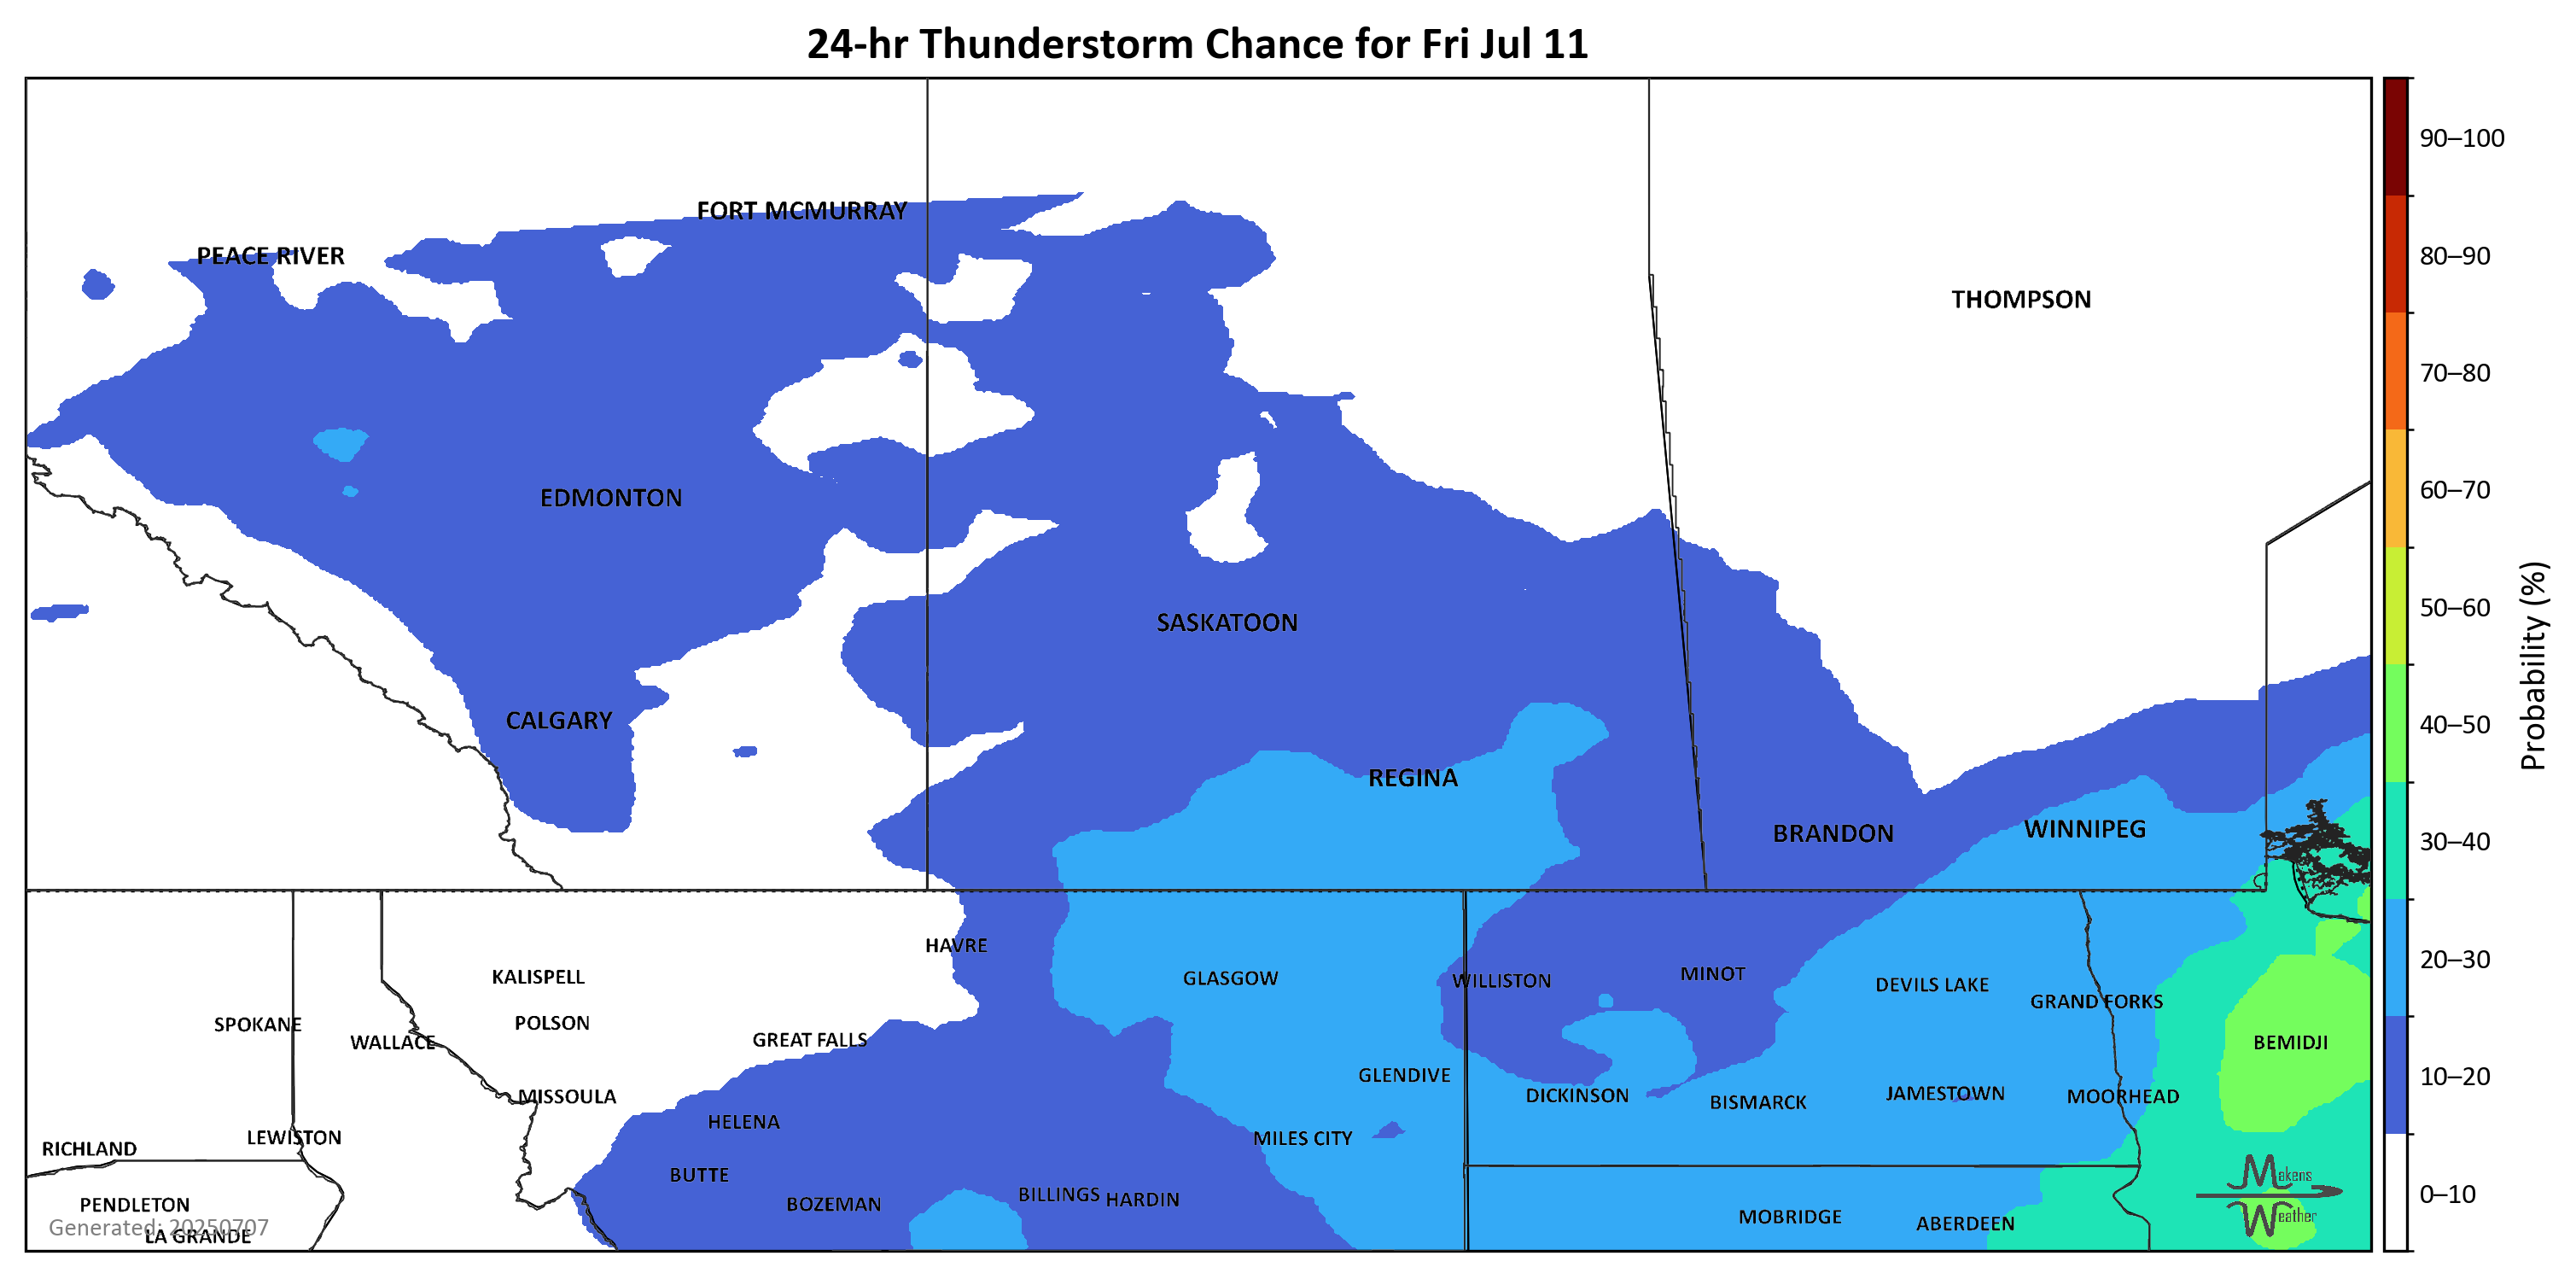 24-hr Thunderstorm Chance for Fri Jul 11
90–100
FORT MCMURRAY
PEACE RIVER
80–90
THOMPSON
70–80
EDMONTON
60–70
SASKATOON
50–60
Probability (%)
CALGARY
40–50
REGINA
BRANDON
WINNIPEG
30–40
HAVRE
20–30
KALISPELL
GLASGOW
WILLISTON
MINOT
DEVILS LAKE
GRAND FORKS
SPOKANE
POLSON
WALLACE
GREAT FALLS
BEMIDJI
GLENDIVE
10–20
MISSOULA
DICKINSON
BISMARCK
JAMESTOWN
MOORHEAD
HELENA
LEWISTON
MILES CITY
RICHLAND
BUTTE
Makens
BILLINGS
HARDIN
0–10
PENDLETON
BOZEMAN
MOBRIDGE
ABERDEEN
Weather
Generated: 20250707
LA GRANDE